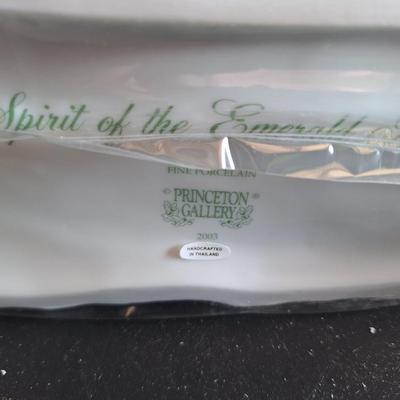 Spirit of the Emerald
FINE PORCELAIN
© PRINCETON ®
GALLERY
2003
HANDCRAFTED
IN THAILAND